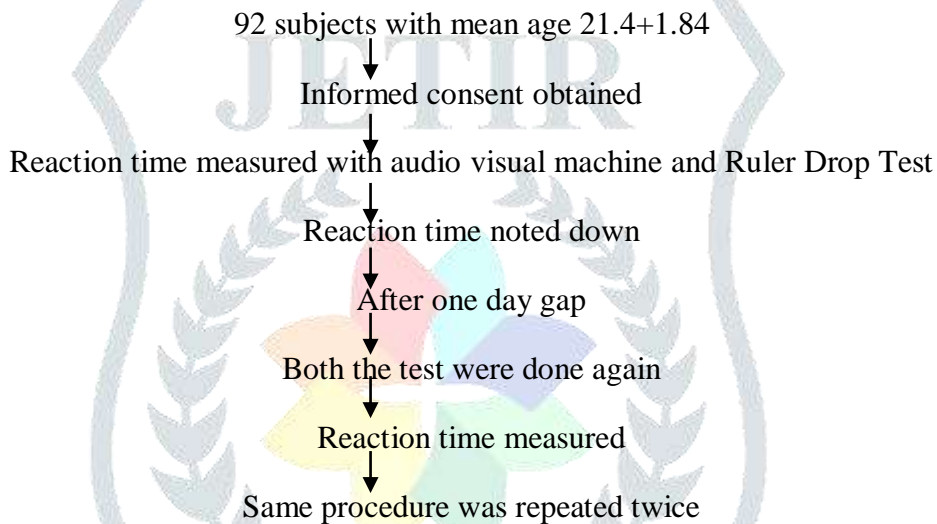 92 subjects with mean age 21.4+1.84
JETIR
Informed consent obtained
Reaction time measured with audio visual machine and Ruler Drop Test
Reaction time noted down
After one day gap
Both the test were done again
Reaction time measured
Same procedure was repeated twice